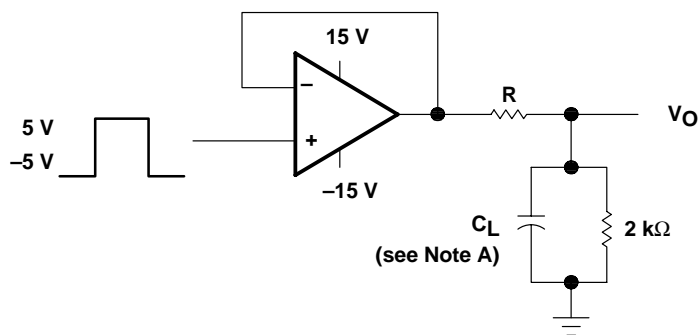 15 V
–
R
VO
5 V
+
–5 V
–15 V
CL
2 kΩ
(see Note A)